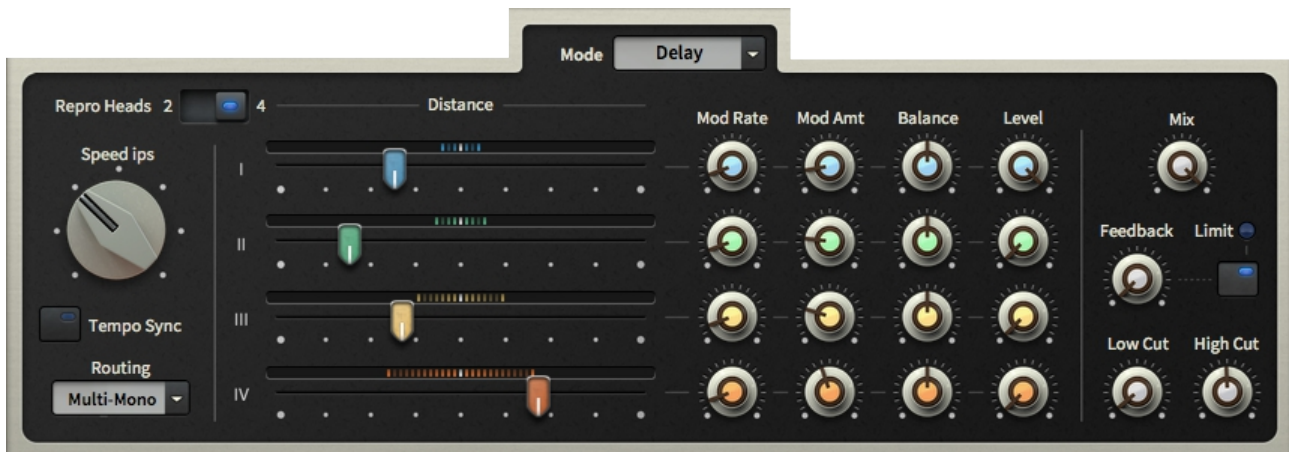 Mode Delay
Repro Heads 2 4 Distance
Mod Rate Mod Amt Balance Level Mix
Speed ips
I
II
Feedback Limit
III
Tempo Sync
Low Cut High Cut
Routing
Multi-Mono
IV